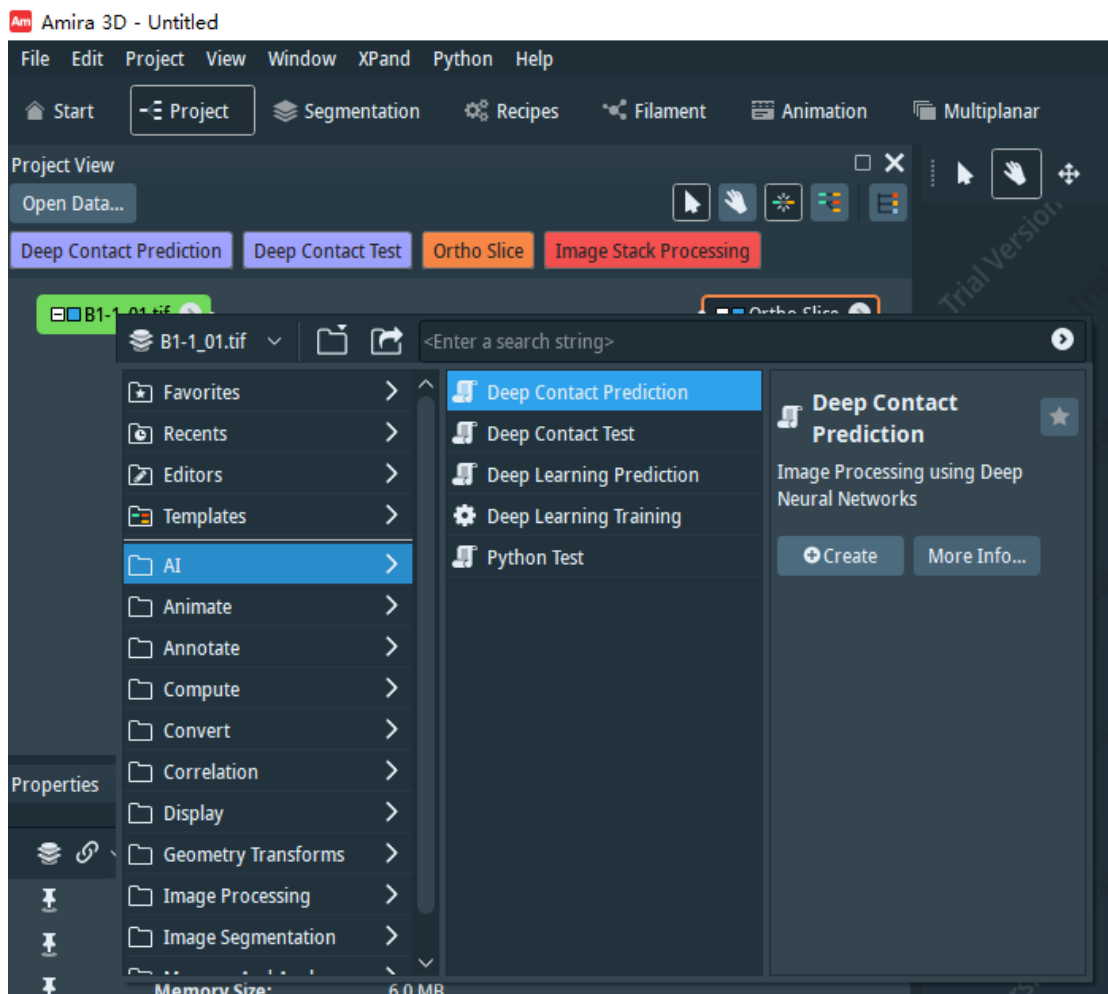 Am Amira 3D - Untitled
File Edit Project View Window XPand Python Help
Start Project Segmentation Recipes Filament Animation Multiplanar
Project View
Open Data...
Deep Contact Prediction Deep Contact Test Ortho Slice Image Stack Processing
Trial Version
B1-1_01.tif Ortho Slice
B1-1_01.tif <Enter a search string>
Favorites
Recents
Editors
Templates
AI
Animate
Annotate
Compute
Convert
Correlation
Display
Geometry Transforms
Image Processing
Image Segmentation
Deep Contact Prediction
Deep Contact Test
Deep Learning Prediction
Deep Learning Training
Python Test
Deep Contact
Prediction
Image Processing using Deep
Neural Networks
Create More Info...
Properties
Memory Size: 6.0 MB